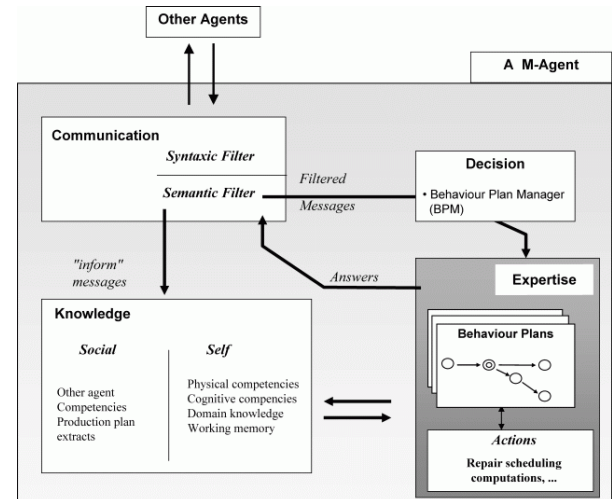 Other Agents
A M-Agent
Communication
Syntaxic Filter
Semantic Filter
Filtered
Messages
Decision
• Behaviour Plan Manager
(BPM)
"inform"
messages
Answers
Expertise
Behaviour Plans
Actions
Repair scheduling
computations, ...
Knowledge
Social
Other agent
Competencies
Production plan
extracts
Self
Physical competencies
Cognitive compencies
Domain knowledge
Working memory